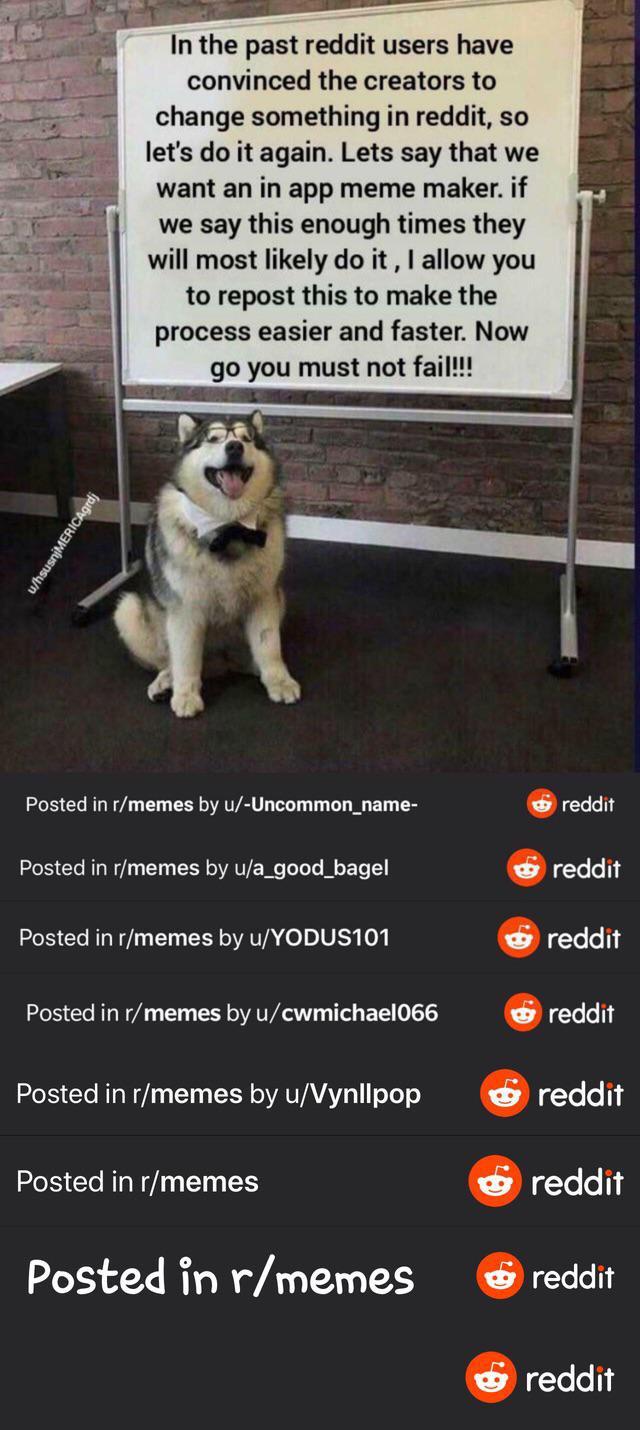 In the past reddit users have
convinced the creators to
change something in reddit, so
let's do it again. Lets say that we
want an in app meme maker. if
we say this enough times they
will most likely do it , I allow you
to repost this to make the
process easier and faster. Now
go you must not fail!!!
u/hsusnjMERICAgrdj
Posted in r/memes by u/-Uncommon_name- reddit
Posted in r/memes by u/a_good_bagel reddit
Posted in r/memes by u/YODUS101 reddit
Posted in r/memes by u/cwmichael066 reddit
Posted in r/memes by u/Vynllpop reddit
Posted in r/memes reddit
Posted in r/memes reddit
reddit